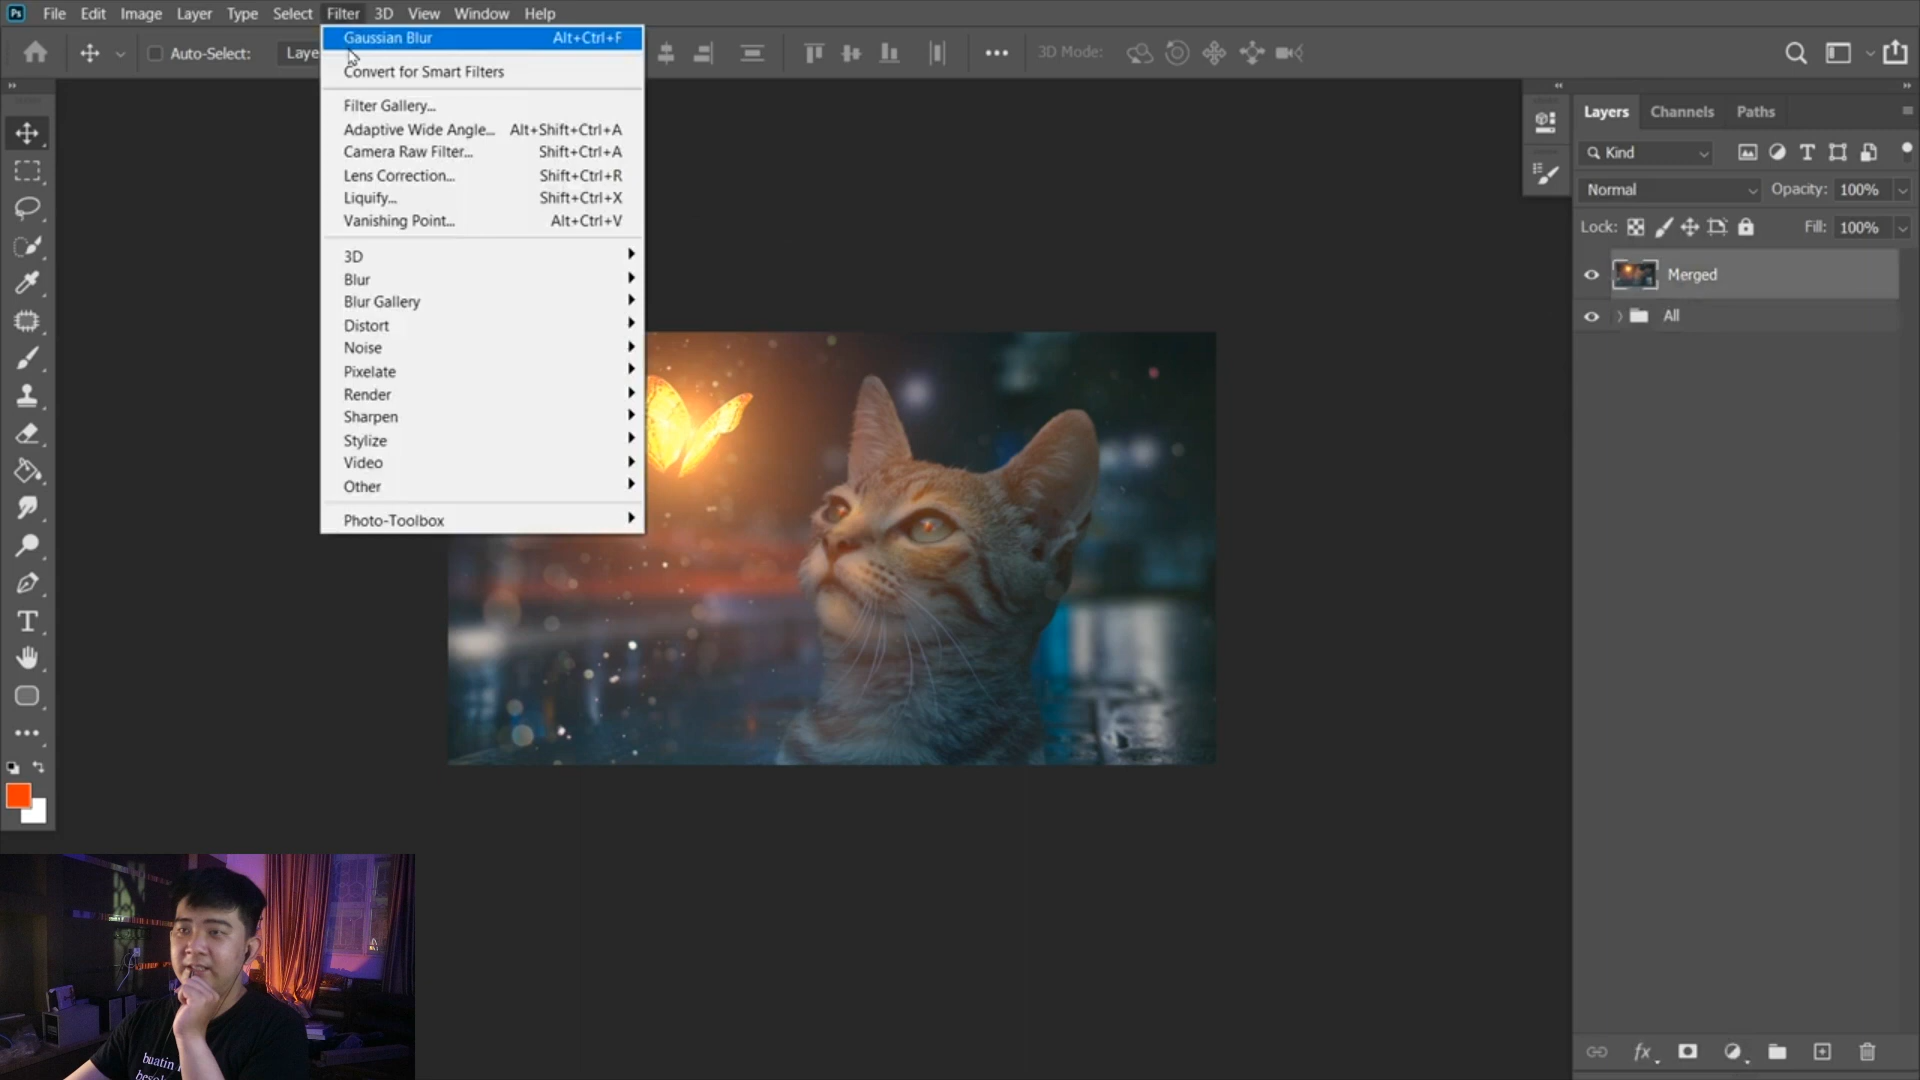 Ps File Edit Image Layer Type Select Filter 3D View Window Help
Auto-Select: Laye
3D Mode:
Gaussian Blur Alt+Ctrl+F
Convert for Smart Filters
Filter Gallery...
Adaptive Wide Angle... Alt+Shift+Ctrl+A
Camera Raw Filter... Shift+Ctrl+A
Lens Correction... Shift+Ctrl+R
Liquify... Shift+Ctrl+X
Vanishing Point... Alt+Ctrl+V
3D
Blur
Blur Gallery
Distort
Noise
Pixelate
Render
Sharpen
Stylize
Video
Other
Photo-Toolbox
Layers Channels Paths
Kind
Normal Opacity: 100%
Lock: Fill: 100%
Merged
All
fx
buatin